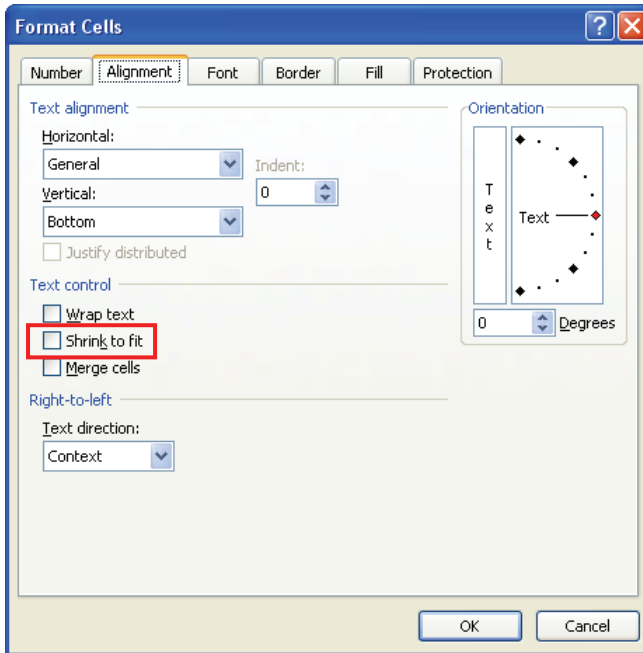 Format Cells
Number Alignment Font Border Fill Protection
Text alignment
Horizontal:
General
Indent:
0
Vertical:
Bottom
Justify distributed
Text control
Wrap text
Shrink to fit
Merge cells
Right-to-left
Text direction:
Context
Orientation
Text
Text
0 Degrees
OK Cancel